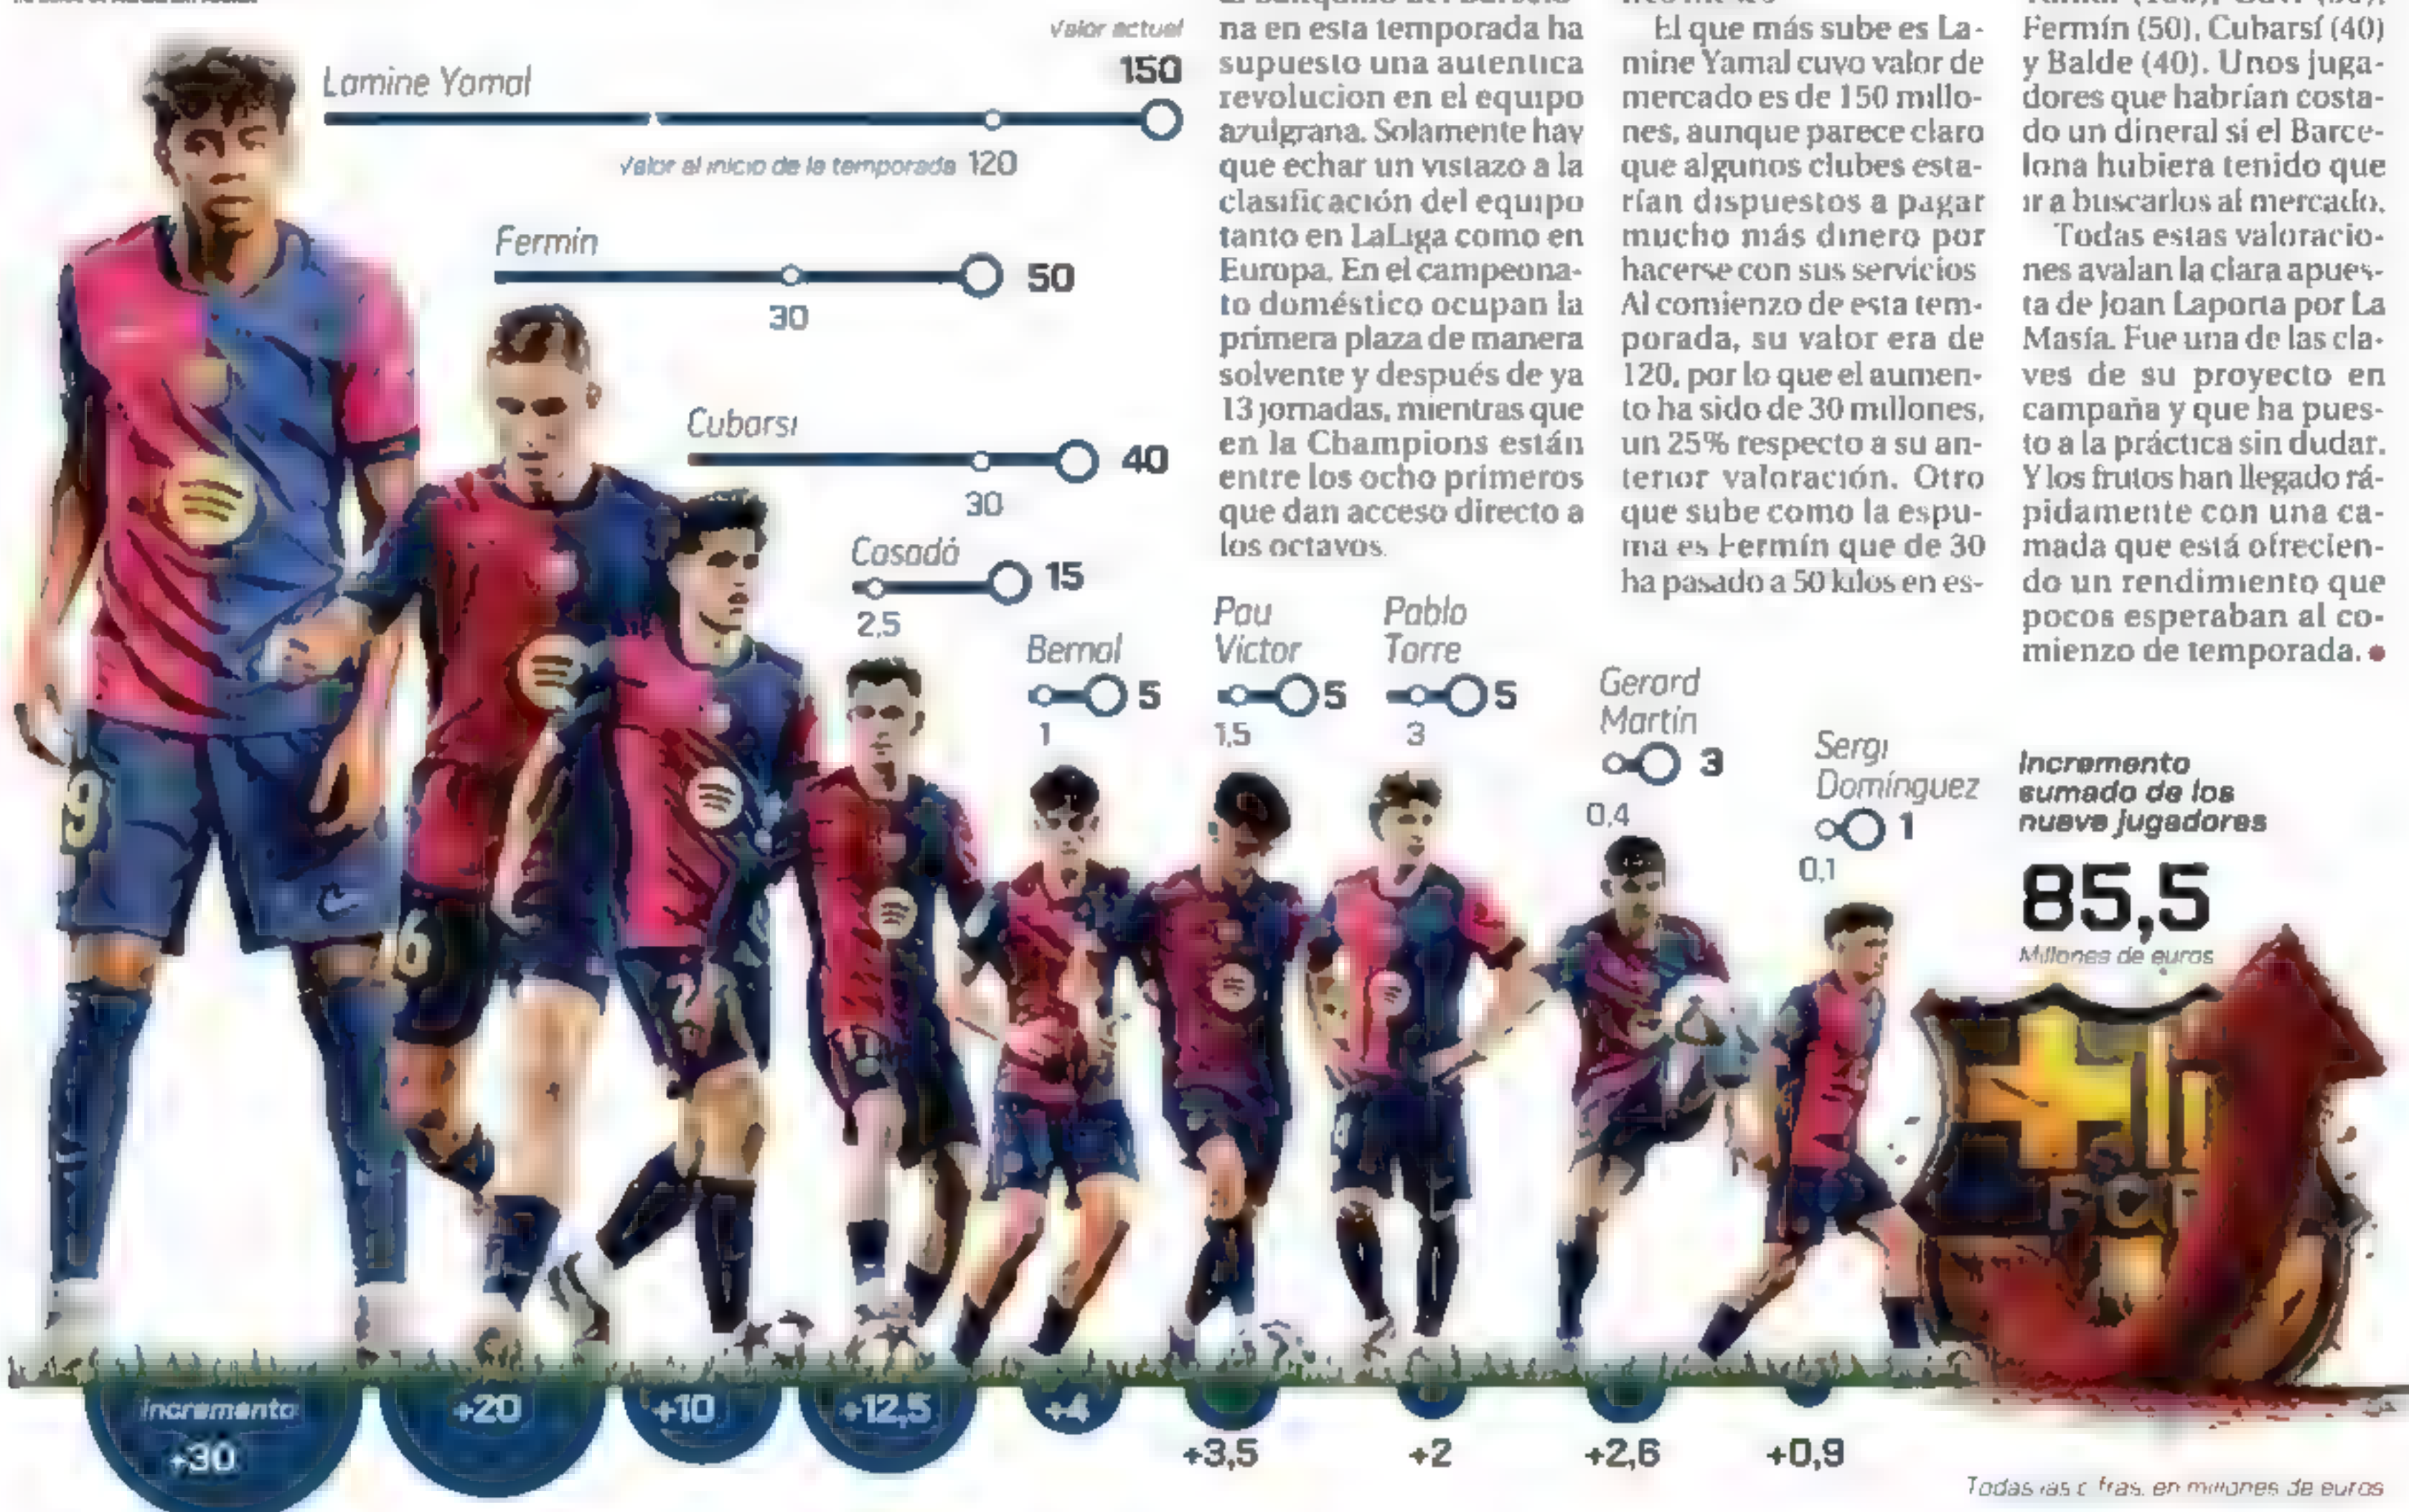 Valor actual
150
Lamine Yamal
Valor al inicio de la temporada 120
Fermín
50
30
Cubarsí
40
30
Casadó
15
2,5
Bernal
5
1
Pau
Víctor
5
1,5
Pablo
Torre
5
3
Gerard
Martín
3
0,4
Sergi
Domínguez
1
0,1
na en esta temporada ha
supuesto una autentica
revolucion en el equipo
azulgrana. Solamente hay
que echar un vistazo a la
clasificación del equipo
tanto en LaLiga como en
Europa. En el campeona-
to doméstico ocupan la
primera plaza de manera
solvente y después de ya
13 jornadas, mientras que
en la Champions están
entre los ocho primeros
que dan acceso directo a
los octavos.
El que más sube es La-
mine Yamal cuyo valor de
mercado es de 150 millo-
nes, aunque parece claro
que algunos clubes esta-
rían dispuestos a pagar
mucho más dinero por
hacerse con sus servicios
Al comienzo de esta tem-
porada, su valor era de
120, por lo que el aumen-
to ha sido de 30 millones,
un 25% respecto a su an-
terior valoración. Otro
que sube como la espu-
ma es Fermín que de 30
ha pasado a 50 kilos en es-
Fermín (50), Cubarsí (40)
y Balde (40). Unos juga-
dores que habrían costa-
do un dineral si el Barce-
lona hubiera tenido que
ir a buscarlos al mercado.
Todas estas valoracio-
nes avalan la clara apues-
ta de Joan Laporta por La
Masía. Fue una de las cla-
ves de su proyecto en
campaña y que ha pues-
to a la práctica sin dudar.
Y los frutos han llegado rá-
pidamente con una ca-
mada que está ofrecien-
do un rendimiento que
pocos esperaban al co-
mienzo de temporada.
Incremento
sumado de los
nueve jugadores
85,5
Millones de euros
9
6
2
FCB
Incremento
+30
+20
+10
+12,5
+4
+3,5
+2
+2,6
+0,9
Todas las cifras, en millones de euros